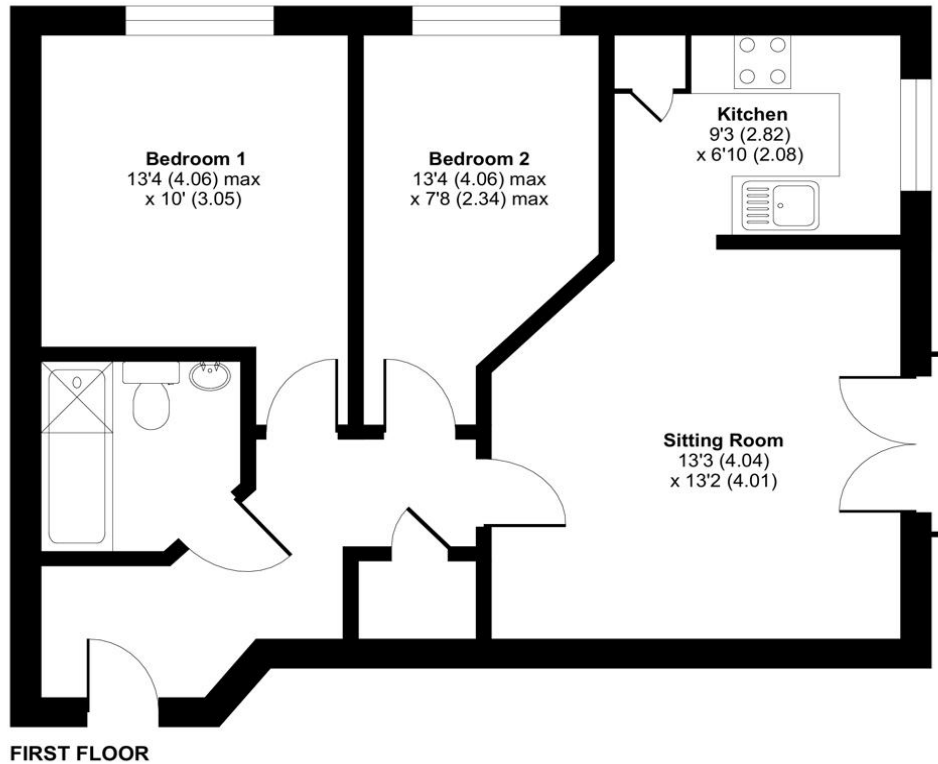 Bedroom 1
13'4 (4.06) max
x 10' (3.05)
Bedroom 2
13'4 (4.06) max
x 7'8 (2.34) max
Kitchen
9'3 (2.82)
x 6'10 (2.08)
Sitting Room
13'3 (4.04)
x 13'2 (4.01)
FIRST FLOOR